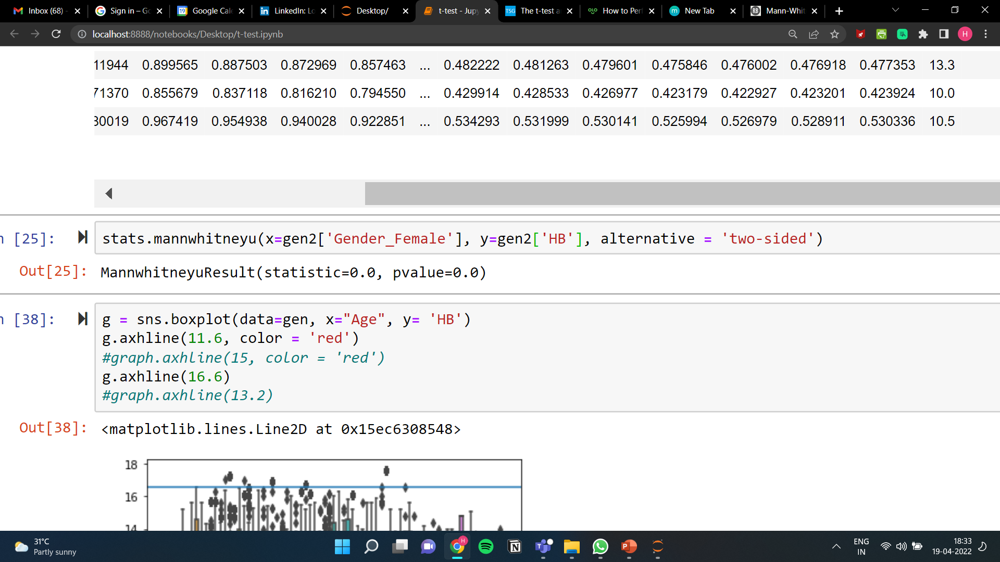 Inbox (68) -
Sign in – Go
Google Cale
LinkedIn: Lo
Desktop/
t-test - Jupy
TSG
The t-test a
OLO
How to Perf
m
New Tab
RB
Mann-Whit
localhost:8888/notebooks/Desktop/t-test.ipynb
H
11944 0.899565 0.887503 0.872969 0.857463 ... 0.482222 0.481263 0.479601 0.475846 0.476002 0.476918 0.477353 13.3
71370 0.855679 0.837118 0.816210 0.794550 ... 0.429914 0.428533 0.426977 0.423179 0.422927 0.423201 0.423924 10.0
30019 0.967419 0.954938 0.940028 0.922851 ... 0.534293 0.531999 0.530141 0.525994 0.526979 0.528911 0.530336 10.5
n [25]: stats.mannwhitneyu(x=gen2['Gender_Female'], y=gen2['HB'], alternative = 'two-sided')
Out[25]: MannwhitneyuResult(statistic=0.0, pvalue=0.0)
n [38]: g = sns.boxplot(data=gen, x="Age", y= 'HB')
g.axhline(11.6, color = 'red')
#graph.axhline(15, color = 'red')
g.axhline(16.6)
#graph.axhline(13.2)
Out[38]: <matplotlib.lines.Line2D at 0x15ec6308548>
18
16
14
31°C
Partly sunny
ENG
IN
18:33
19-04-2022